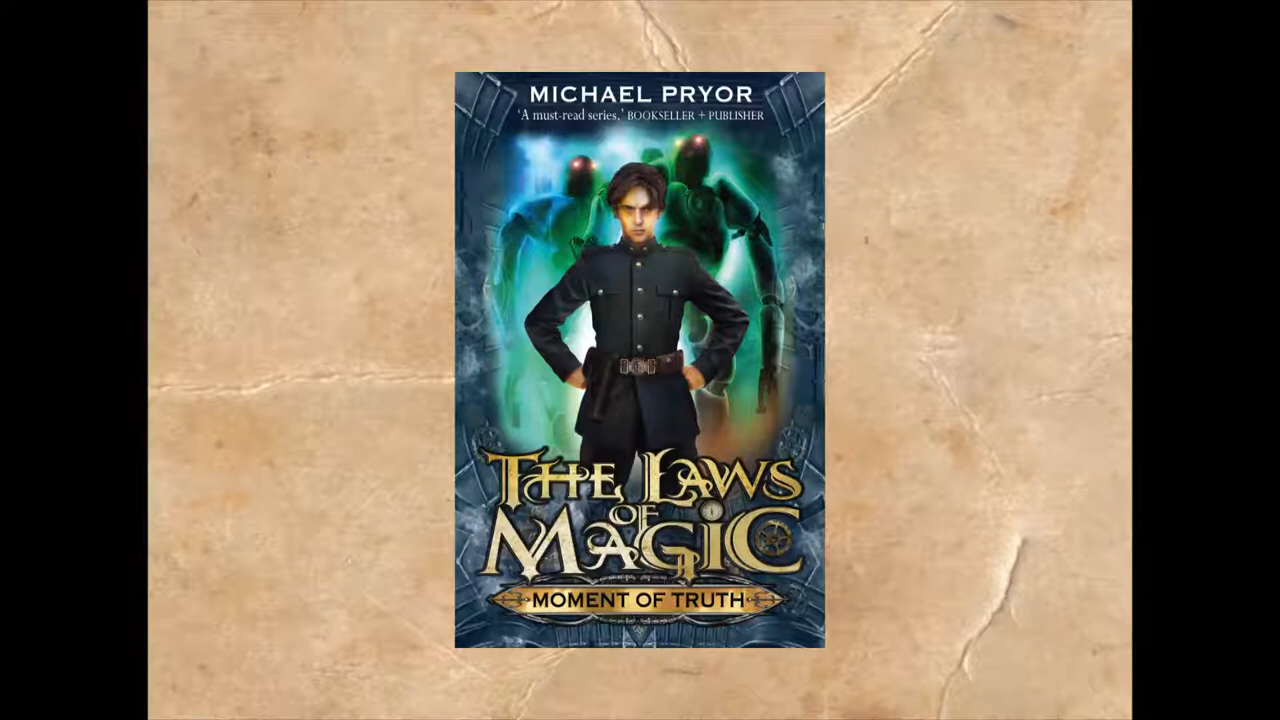 MICHAEL PRYOR
'A must-read series,' BOOKSELLER + PUBLISHER
THE LAWS
OF
MAGIC
MOMENT OF TRUTH